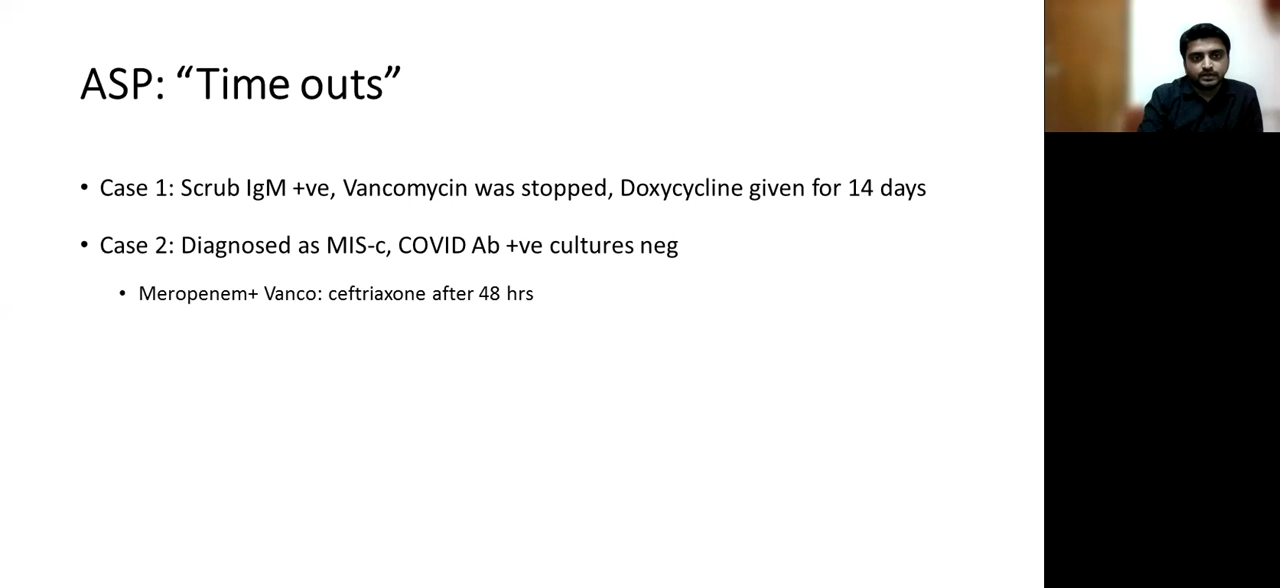 ASP: “Time outs”
• Case 1: Scrub IgM +ve, Vancomycin was stopped, Doxycycline given for 14 days
• Case 2: Diagnosed as MIS-c, COVID Ab +ve cultures neg
• Meropenem+ Vanco: ceftriaxone after 48 hrs